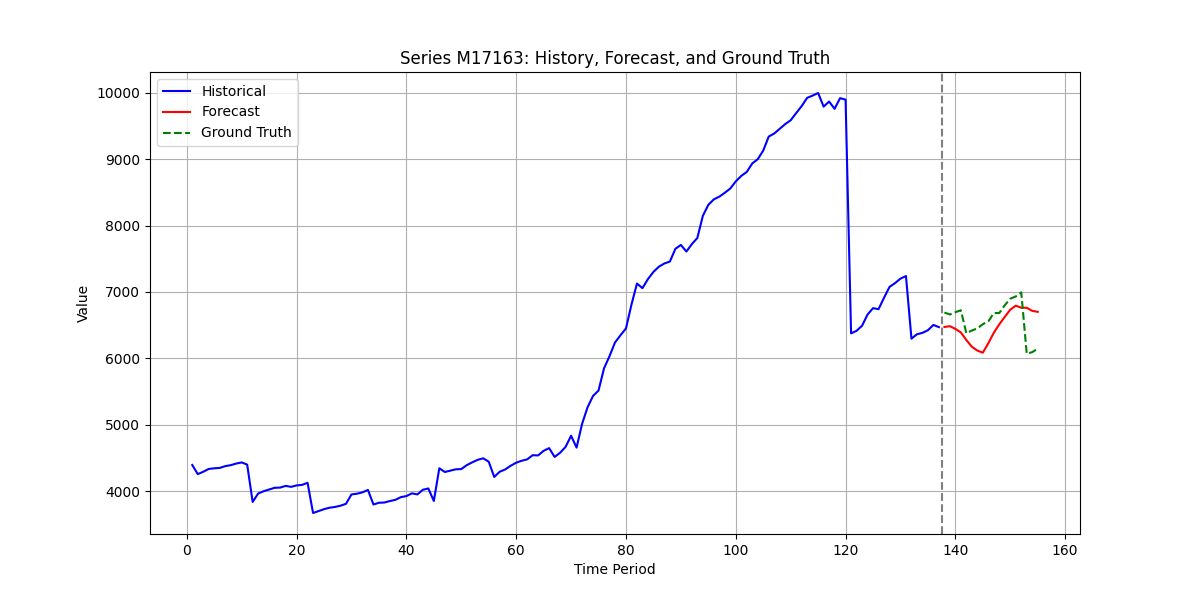 Series M17163: History, Forecast, and Ground Truth
Historical
Forecast
Ground Truth
10000
9000
8000
7000
6000
5000
4000
Value
0
20
40
60
80
100
120
140
160
Time Period